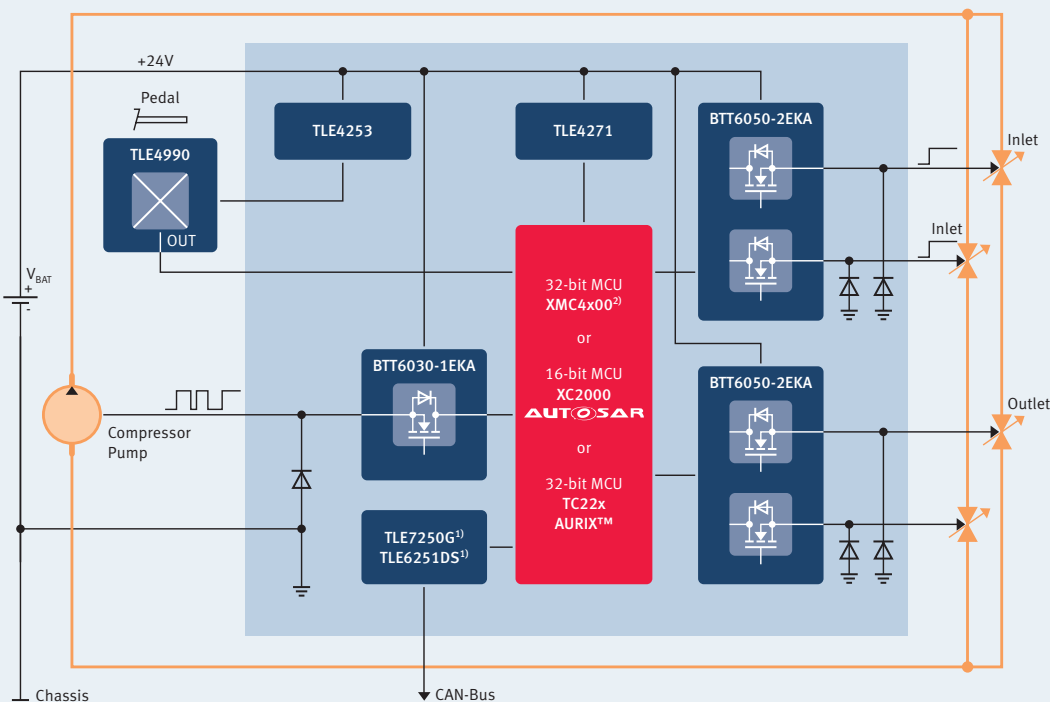 +24V
Pedal
TLE4990
OUT
TLE4253
TLE4271
BTT6050-2EKA
Inlet
Inlet
V_BAT
+
-
32-bit MCU
XMC4x00²⁾
or
16-bit MCU
XC2000
AUTOSAR
or
32-bit MCU
TC22x
AURIX™
BTT6030-1EKA
BTT6050-2EKA
Outlet
Compressor
Pump
TLE7250G¹⁾
TLE6251DS¹⁾
Chassis
CAN-Bus